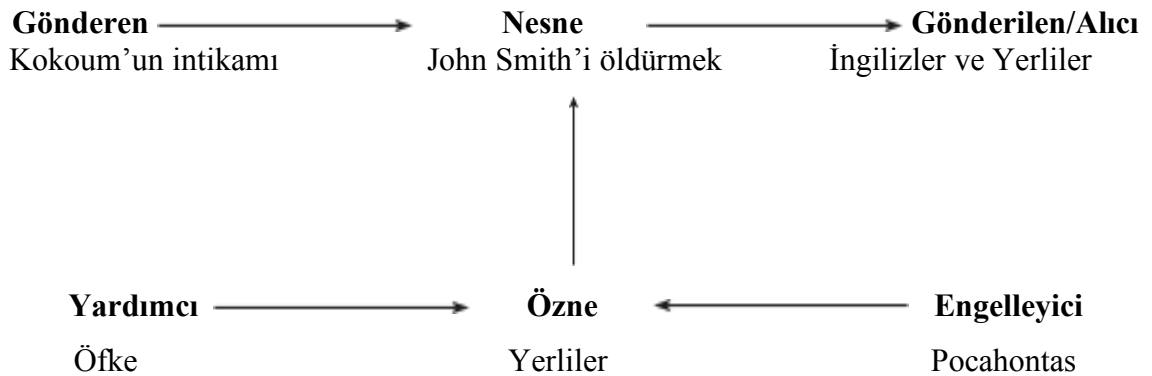 Gönderen Nesne Gönderilen/Alıcı
Kokoum’un intikamı John Smith’i öldürmek İngilizler ve Yerliler
Yardımcı Özne Engelleyici
Öfke Yerliler Pocahontas